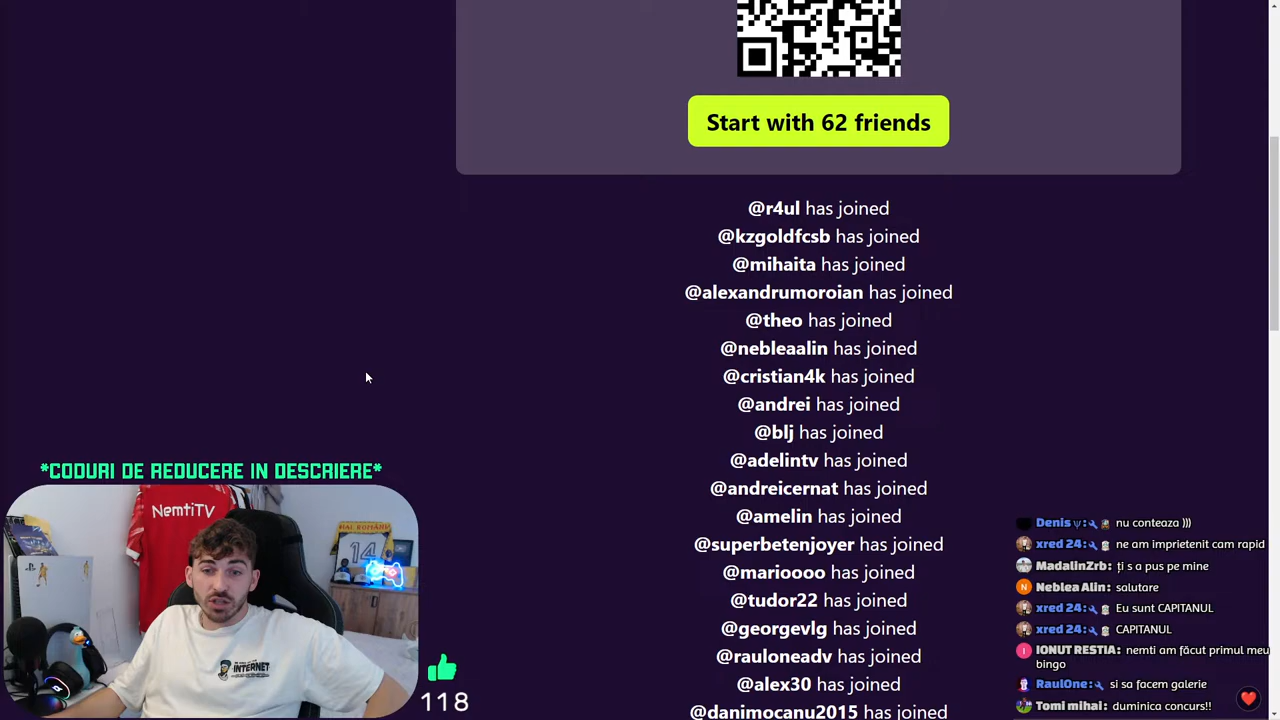 Start with 62 friends
@r4ul has joined
@kzgoldfcsb has joined
@mihaita has joined
@alexandrumoroian has joined
@theo has joined
@nebleaalin has joined
@cristian4k has joined
@andrei has joined
@blj has joined
@adelintv has joined
@andreicernat has joined
@amelin has joined
@superbetenjoyer has joined
@marioooo has joined
@tudor22 has joined
@georgevlg has joined
@rauloneadv has joined
@alex30 has joined
@danimocanu2015 has joined
*CODURI DE REDUCERE IN DESCRIERE*
NemtiTV
14
INTERNET
118
Denis ψ: nu conteaza )))
xred 24: ne am imprietenit cam rapid
MadalinZrb: ți s a pus pe mine
Neblea Alin: salutare
xred 24: Eu sunt CAPITANUL
xred 24: CAPITANUL
IONUT RESTIA: nemti am făcut primul meu
bingo
RaulOne: si sa facem galerie
Tomi mihai: duminica concurs!!